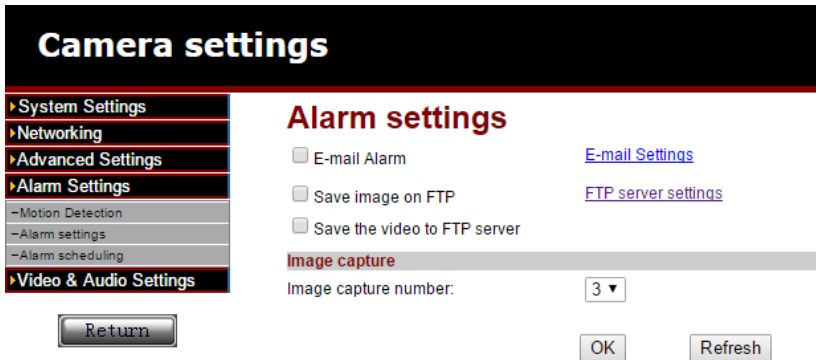 Camera settings
System Settings
Networking
Advanced Settings
Alarm Settings
-Motion Detection
-Alarm settings
-Alarm scheduling
Video & Audio Settings
Return
Alarm settings
E-mail Alarm E-mail Settings
Save image on FTP FTP server settings
Save the video to FTP server
Image capture
Image capture number: 3
OK Refresh